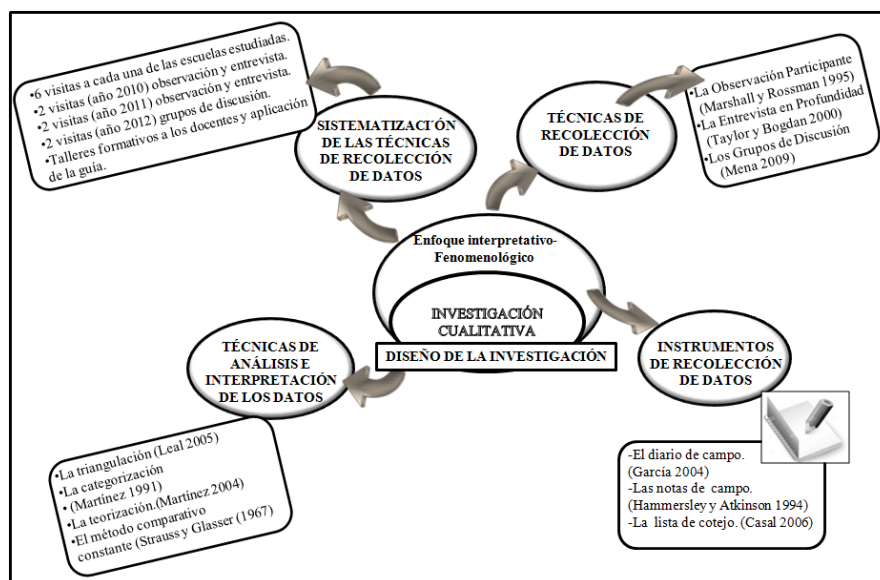 •6 visitas a cada una de las escuelas estudiadas.
•2 visitas (año 2010) observación y entrevista.
•2 visitas (año 2011) observación y entrevista.
•2 visitas (año 2012) grupos de discusión.
•Talleres formativos a los docentes y aplicación
de la guía.
SISTEMATIZACIÓN
DE LAS TÉCNICAS
DE RECOLECCIÓN
DE DATOS
TÉCNICAS DE
RECOLECCIÓN
DE DATOS
•La Observación Participante
(Marshall y Rossman 1995)
•La Entrevista en Profundidad
(Taylor y Bogdan 2000)
•Los Grupos de Discusión
(Mena 2009)
Enfoque interpretativo-
Fenomenológico
INVESTIGACIÓN
CUALITATIVA
DISEÑO DE LA INVESTIGACIÓN
TÉCNICAS DE
ANÁLISIS E
INTERPRETACIÓN
DE LOS DATOS
•La triangulación (Leal 2005)
•La categorización
• (Martínez 1991)
•La teorización.(Martínez 2004)
•El método comparativo
constante (Strauss y Glasser (1967)
INSTRUMENTOS
DE RECOLECCIÓN
DE DATOS
-El diario de campo.
(García 2004)
-Las notas de campo.
(Hammersley y Atkinson 1994)
-La lista de cotejo. (Casal 2006)